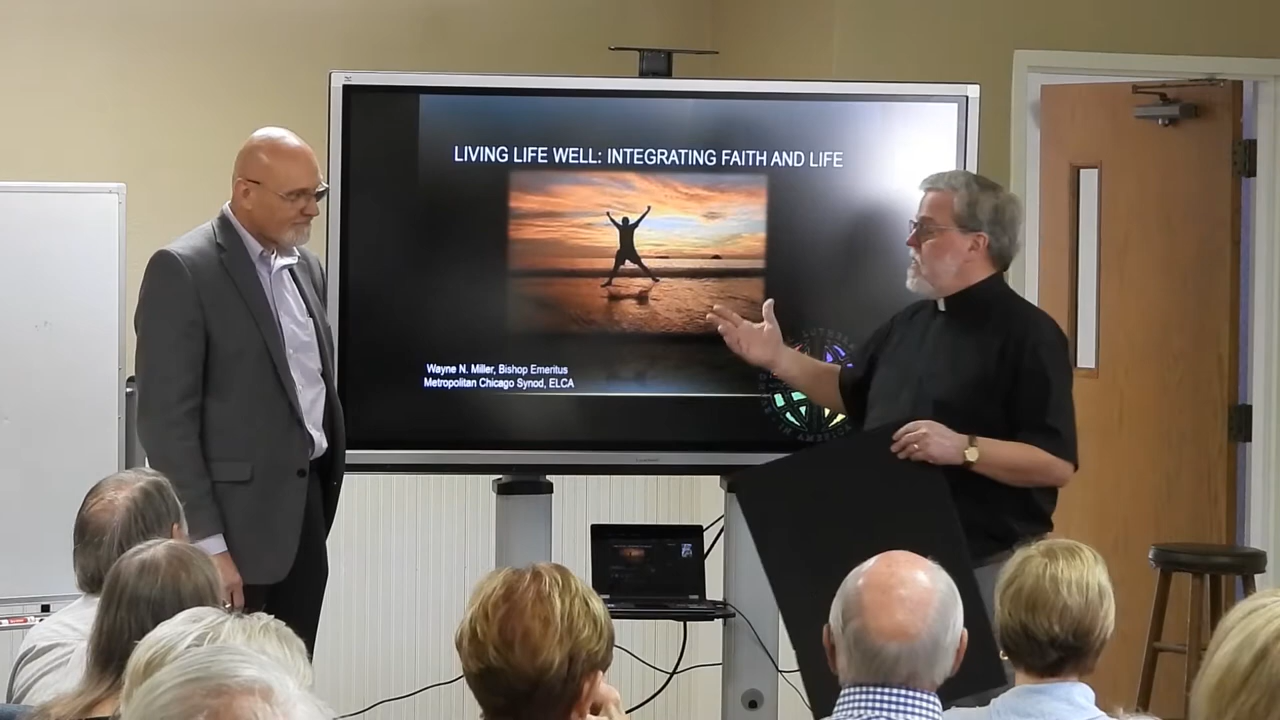 LIVING LIFE WELL: INTEGRATING FAITH AND LIFE
Wayne N. Miller, Bishop Emeritus
Metropolitan Chicago Synod, ELCA